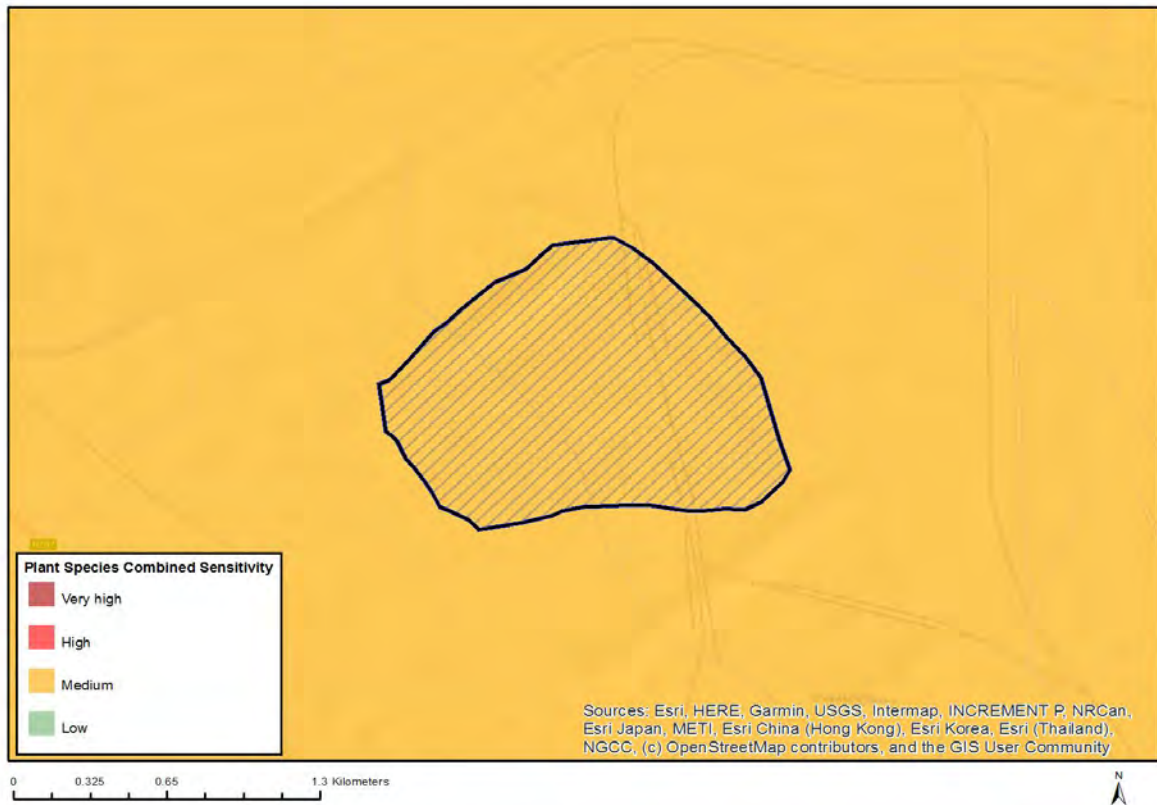 Plant Species Combined Sensitivity
Very high
High
Medium
Low
Sources: Esri, HERE, Garmin, USGS, Intermap, INCREMENT P, NRCan,
Esri Japan, METI, Esri China (Hong Kong), Esri Korea, Esri (Thailand),
NGCC, (c) OpenStreetMap contributors, and the GIS User Community
0 0.325 0.65 1.3 Kilometers
N